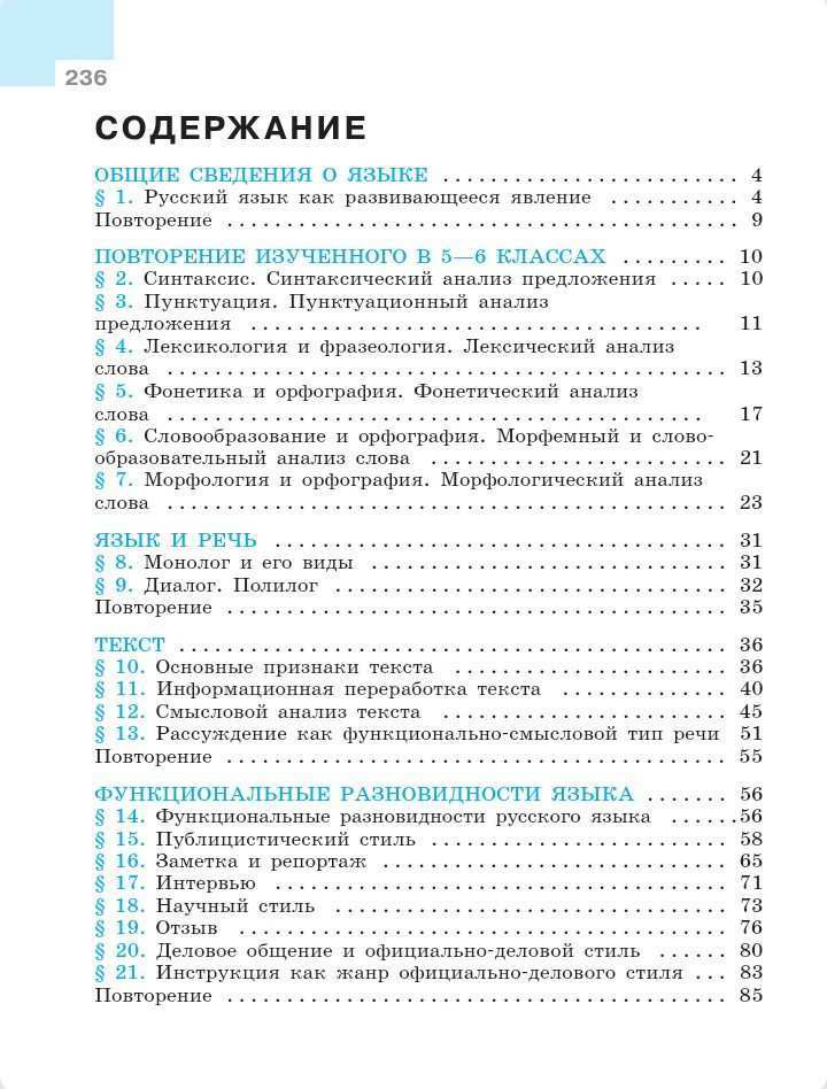 236
СОДЕРЖАНИЕ
ОБЩИЕ СВЕДЕНИЯ О ЯЗЫКЕ . . . . . . . . . . . . . . . . . . . . . . . . . 4
§ 1. Русский язык как развивающееся явление . . . . . . . . . . . 4
Повторение . . . . . . . . . . . . . . . . . . . . . . . . . . . . . . . . . . . . . . . . . . . 9
ПОВТОРЕНИЕ ИЗУЧЕННОГО В 5—6 КЛАССАХ . . . . . . . . . 10
§ 2. Синтаксис. Синтаксический анализ предложения . . . . . 10
§ 3. Пунктуация. Пунктуационный анализ
предложения . . . . . . . . . . . . . . . . . . . . . . . . . . . . . . . . . . . . . . 11
§ 4. Лексикология и фразеология. Лексический анализ
слова . . . . . . . . . . . . . . . . . . . . . . . . . . . . . . . . . . . . . . . . . . . . . . . 13
§ 5. Фонетика и орфография. Фонетический анализ
слова . . . . . . . . . . . . . . . . . . . . . . . . . . . . . . . . . . . . . . . . . . . . . 17
§ 6. Словообразование и орфография. Морфемный и слово-
образовательный анализ слова . . . . . . . . . . . . . . . . . . . . . . . . . 21
§ 7. Морфология и орфография. Морфологический анализ
слова . . . . . . . . . . . . . . . . . . . . . . . . . . . . . . . . . . . . . . . . . . . . . . . 23
ЯЗЫК И РЕЧЬ . . . . . . . . . . . . . . . . . . . . . . . . . . . . . . . . . . . . . . 31
§ 8. Монолог и его виды . . . . . . . . . . . . . . . . . . . . . . . . . . . . . . 31
§ 9. Диалог. Полилог . . . . . . . . . . . . . . . . . . . . . . . . . . . . . . . . . 32
Повторение . . . . . . . . . . . . . . . . . . . . . . . . . . . . . . . . . . . . . . . . . . 35
ТЕКСТ . . . . . . . . . . . . . . . . . . . . . . . . . . . . . . . . . . . . . . . . . . . . . . 36
§ 10. Основные признаки текста . . . . . . . . . . . . . . . . . . . . . . . 36
§ 11. Информационная переработка текста . . . . . . . . . . . . . . 40
§ 12. Смысловой анализ текста . . . . . . . . . . . . . . . . . . . . . . . . 45
§ 13. Рассуждение как функционально-смысловой тип речи 51
Повторение . . . . . . . . . . . . . . . . . . . . . . . . . . . . . . . . . . . . . . . . . . 55
ФУНКЦИОНАЛЬНЫЕ РАЗНОВИДНОСТИ ЯЗЫКА . . . . . . . 56
§ 14. Функциональные разновидности русского языка . . . . . .56
§ 15. Публицистический стиль . . . . . . . . . . . . . . . . . . . . . . . . . 58
§ 16. Заметка и репортаж . . . . . . . . . . . . . . . . . . . . . . . . . . . . . 65
§ 17. Интервью . . . . . . . . . . . . . . . . . . . . . . . . . . . . . . . . . . . . . . 71
§ 18. Научный стиль . . . . . . . . . . . . . . . . . . . . . . . . . . . . . . . . . 73
§ 19. Отзыв . . . . . . . . . . . . . . . . . . . . . . . . . . . . . . . . . . . . . . . . . 76
§ 20. Деловое общение и официально-деловой стиль . . . . . . 80
§ 21. Инструкция как жанр официально-делового стиля . . . 83
Повторение . . . . . . . . . . . . . . . . . . . . . . . . . . . . . . . . . . . . . . . . . . 85